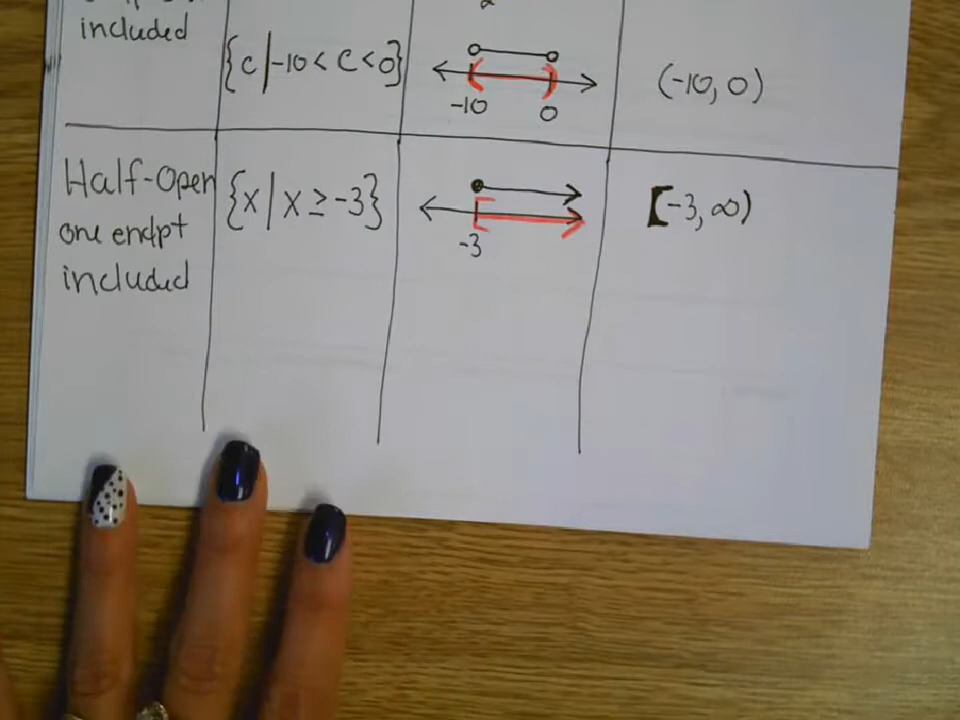 included
{c | -10 < c < 0}
-10
0
(-10, 0)
Half-Open
one endpt
included
{x | x ≥ -3}
-3
[-3, ∞)